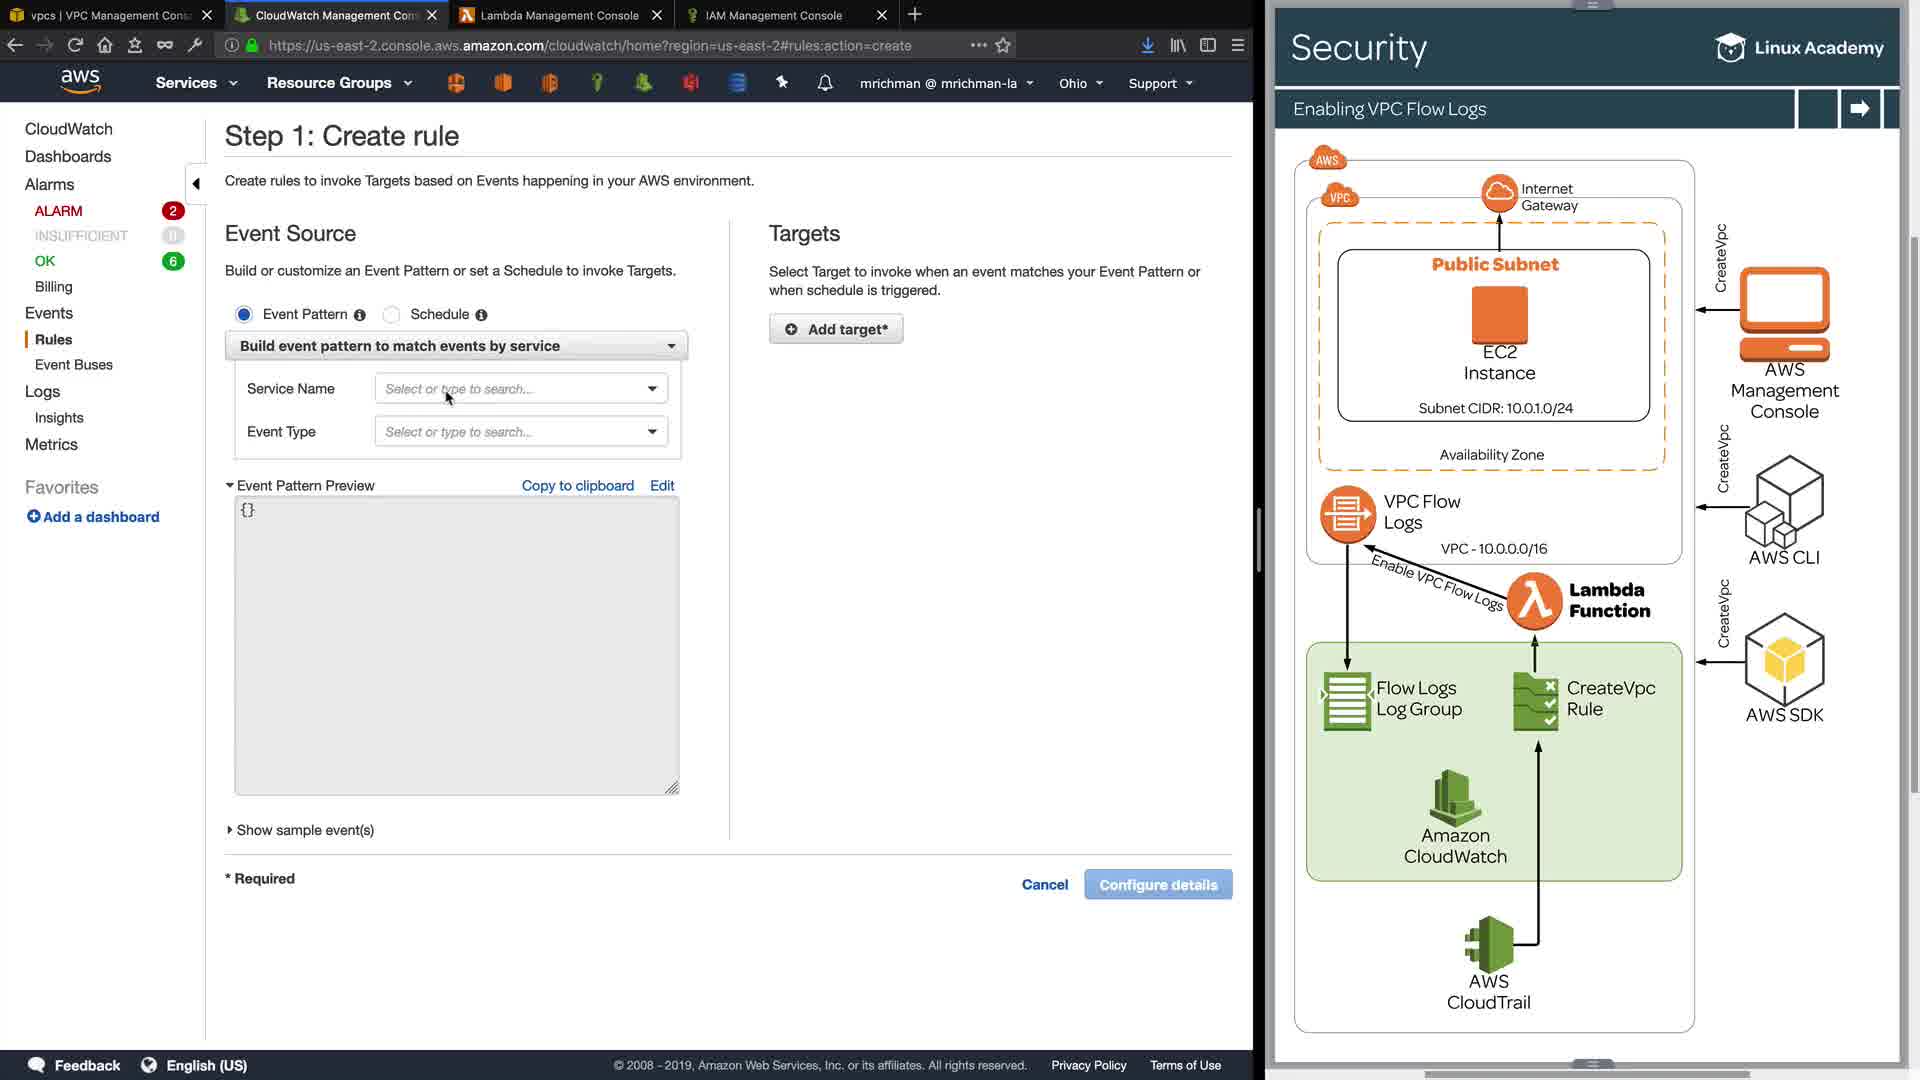 vpcs | VPC Management Cons
CloudWatch Management Con
Lambda Management Console
IAM Management Console
https://us-east-2.console.aws.amazon.com/cloudwatch/home?region=us-east-2#rules:action=create
aws
Services
Resource Groups
mrichman @ mrichman-la
Ohio
Support
CloudWatch
Dashboards
Alarms
ALARM 2
INSUFFICIENT 0
OK 6
Billing
Events
Rules
Event Buses
Logs
Insights
Metrics
Favorites
Add a dashboard
Step 1: Create rule
Create rules to invoke Targets based on Events happening in your AWS environment.
Event Source
Build or customize an Event Pattern or set a Schedule to invoke Targets.
Event Pattern
Schedule
Build event pattern to match events by service
Service Name Select or type to search...
Event Type Select or type to search...
Event Pattern Preview
Copy to clipboard
Edit
{}
Show sample event(s)
Targets
Select Target to invoke when an event matches your Event Pattern or
when schedule is triggered.
Add target*
* Required
Cancel
Configure details
Feedback
English (US)
© 2008 - 2019, Amazon Web Services, Inc. or its affiliates. All rights reserved.
Privacy Policy
Terms of Use
Security
Linux Academy
Enabling VPC Flow Logs
AWS
VPC
Internet
Gateway
Public Subnet
EC2
Instance
Subnet CIDR: 10.0.1.0/24
Availability Zone
VPC Flow
Logs
VPC - 10.0.0.0/16
Enable VPC Flow Logs
Lambda
Function
Flow Logs
Log Group
CreateVpc
Rule
Amazon
CloudWatch
AWS
CloudTrail
CreateVpc
AWS
Management
Console
CreateVpc
AWS CLI
CreateVpc
AWS SDK